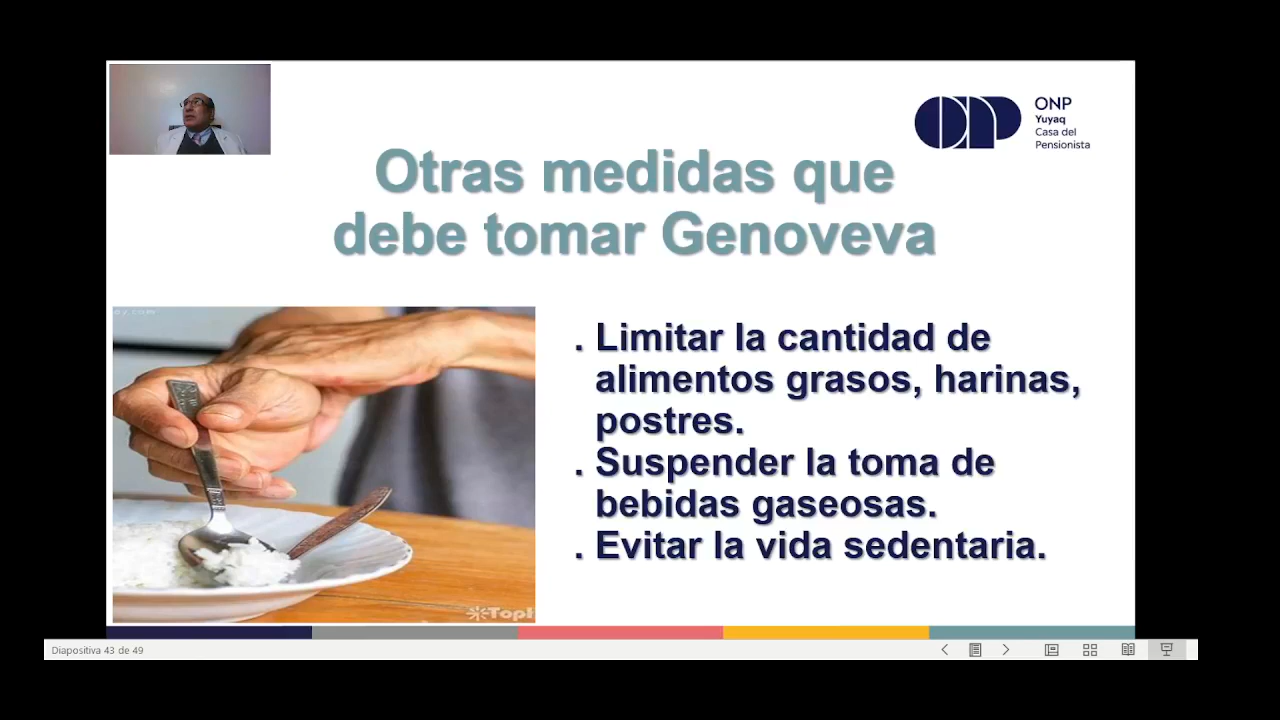 ONP
Yuyaq
Casa del
Pensionista
Otras medidas que
debe tomar Genoveva
. Limitar la cantidad de
alimentos grasos, harinas,
postres.
. Suspender la toma de
bebidas gaseosas.
. Evitar la vida sedentaria.
Diapositiva 43 de 49